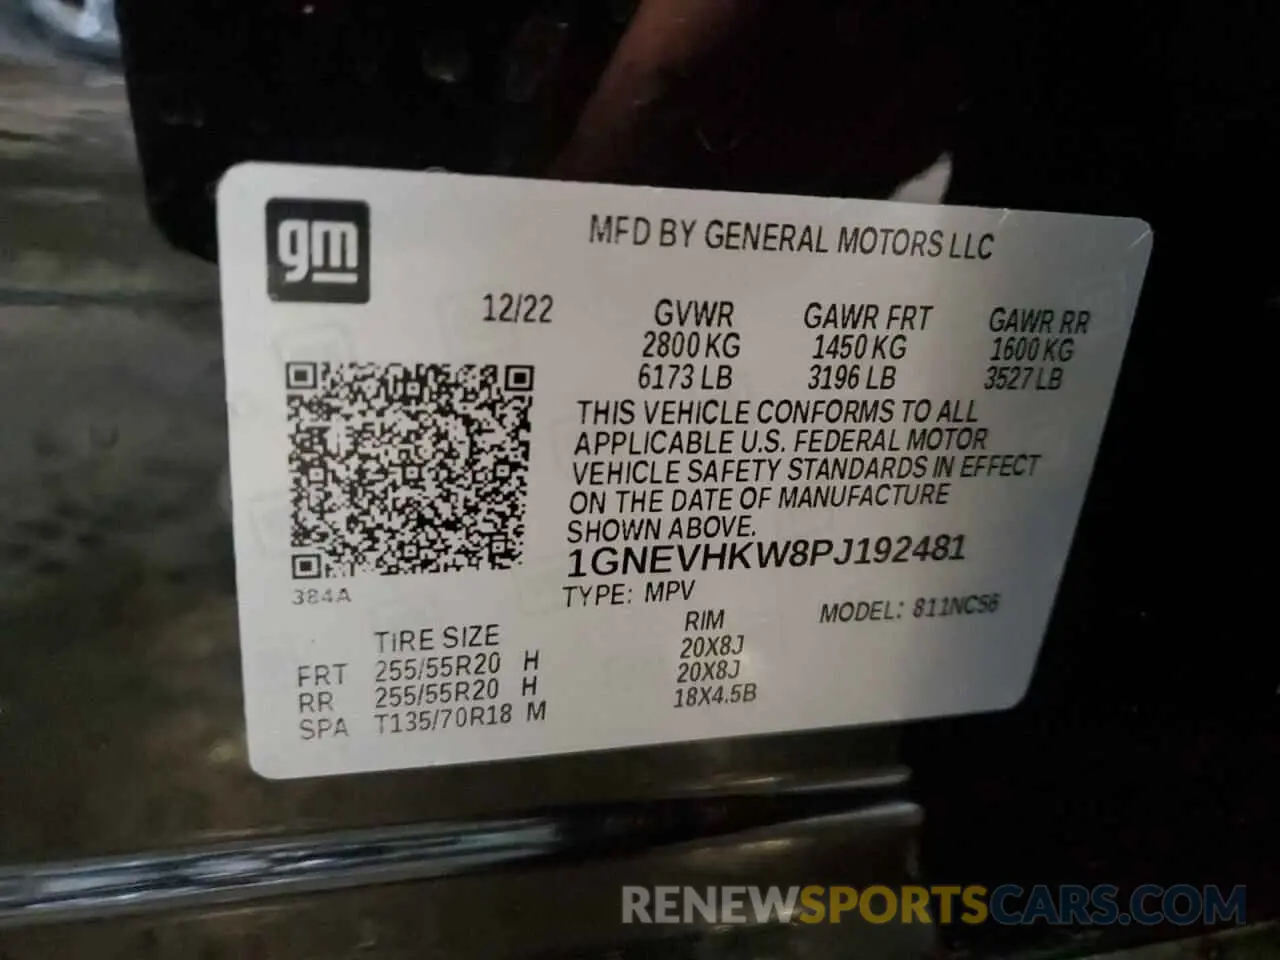 gm
MFD BY GENERAL MOTORS LLC
12/22 GVWR GAWR FRT GAWR RR
2800 KG 1450 KG 1600 KG
6173 LB 3196 LB 3527 LB
THIS VEHICLE CONFORMS TO ALL
APPLICABLE U.S. FEDERAL MOTOR
VEHICLE SAFETY STANDARDS IN EFFECT
ON THE DATE OF MANUFACTURE
SHOWN ABOVE.
1GNEVHKW8PJ192481
384A
TYPE: MPV MODEL: 811NC56
TIRE SIZE RIM
FRT 255/55R20 H 20X8J
RR 255/55R20 H 20X8J
SPA T135/70R18 M 18X4.5B
RENEWSPORTSCARS.COM